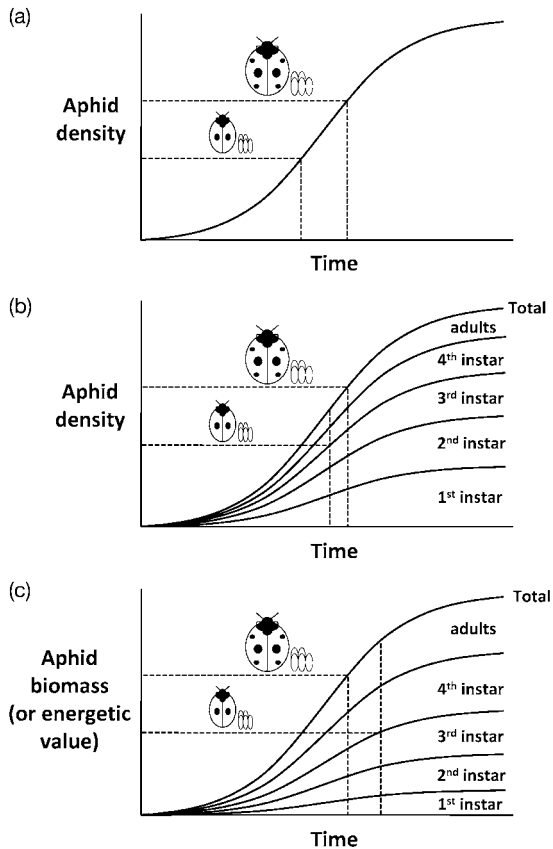 (a)
Aphid
density
Time
(b)
Total
adults
4th instar
3rd instar
2nd instar
1st instar
Aphid
density
Time
(c)
Total
adults
4th instar
3rd instar
2nd instar
1st instar
Aphid
biomass
(or energetic
value)
Time